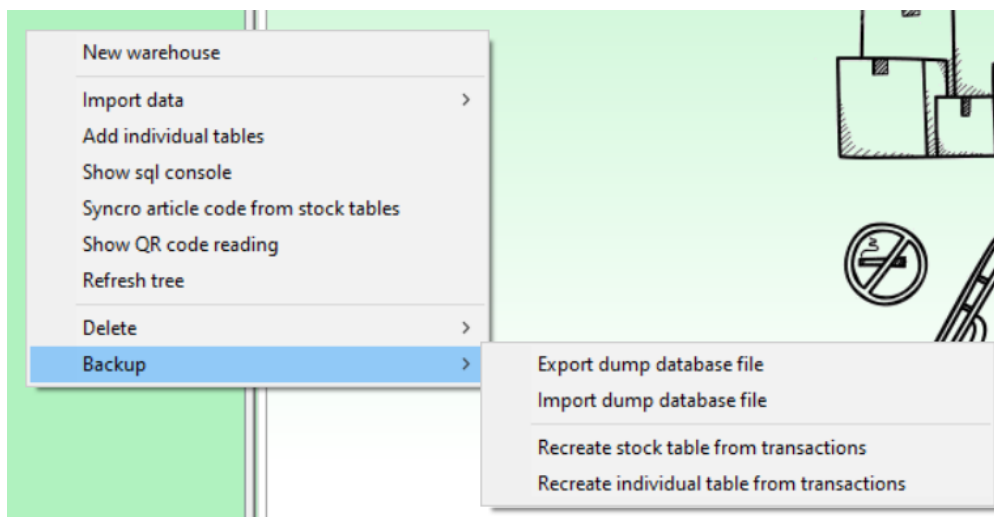 New warehouse
Import data
Add individual tables
Show sql console
Syncro article code from stock tables
Show QR code reading
Refresh tree
Delete
Backup
Export dump database file
Import dump database file
Recreate stock table from transactions
Recreate individual table from transactions